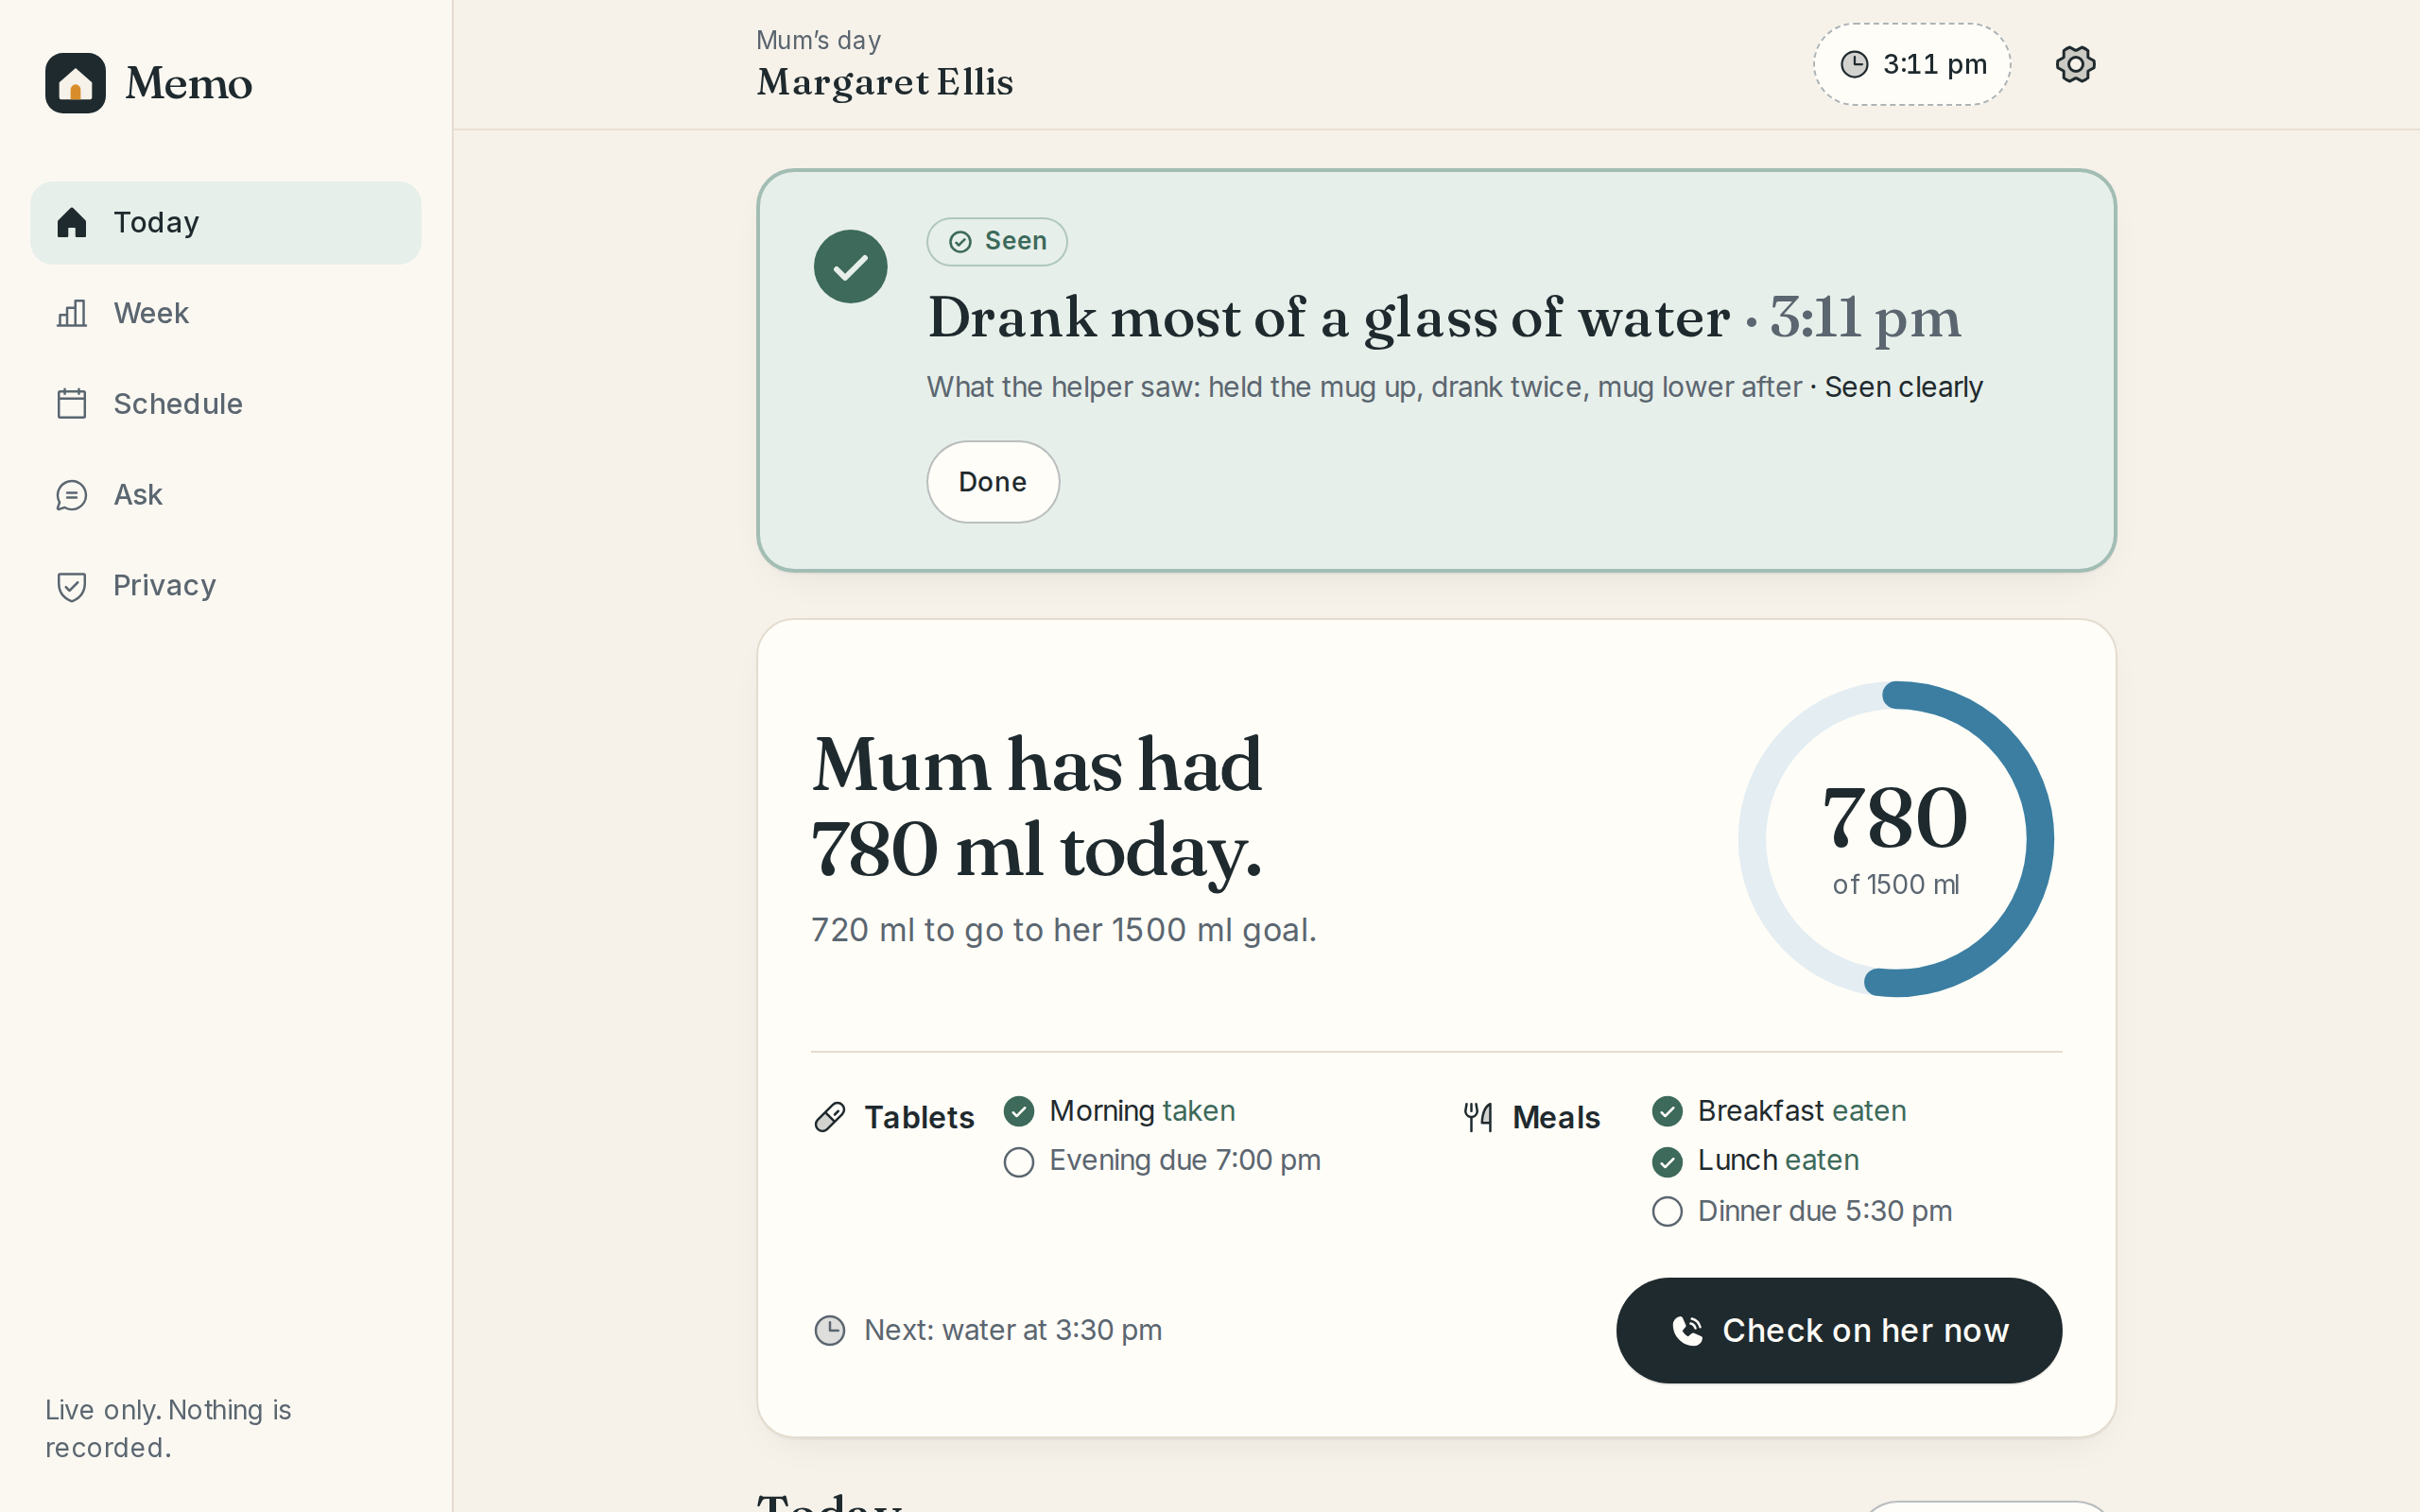 Memo
Today
Week
Schedule
Ask
Privacy
Live only. Nothing is
recorded.
Mum's day
Margaret Ellis
3:11 pm
Seen
Drank most of a glass of water · 3:11 pm
What the helper saw: held the mug up, drank twice, mug lower after · Seen clearly
Done
Mum has had
780 ml today.
720 ml to go to her 1500 ml goal.
780
of 1500 ml
Tablets
Morning taken
Evening due 7:00 pm
Meals
Breakfast eaten
Lunch eaten
Dinner due 5:30 pm
Next: water at 3:30 pm
Check on her now
Today